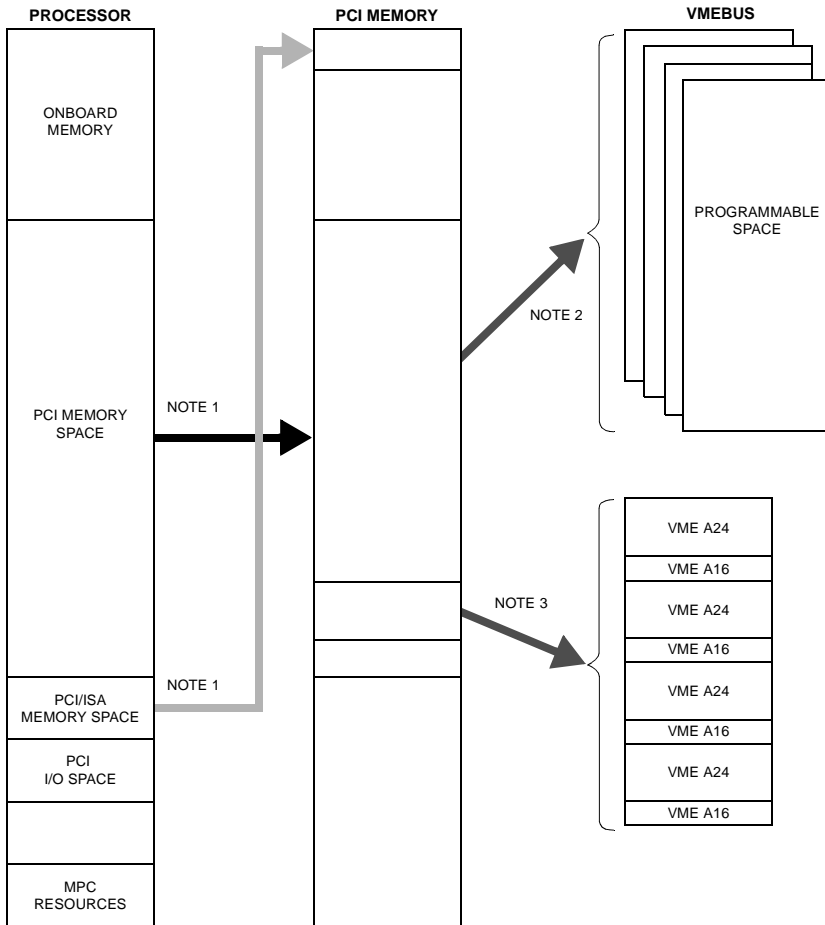 PROCESSOR
PCI MEMORY
VMEBUS
ONBOARD
MEMORY
PROGRAMMABLE
SPACE
NOTE 2
NOTE 1
PCI MEMORY
SPACE
VME A24
VME A16
NOTE 3
VME A24
VME A16
NOTE 1
VME A24
PCI/ISA
MEMORY SPACE
VME A16
PCI
I/O SPACE
VME A24
VME A16
MPC
RESOURCES